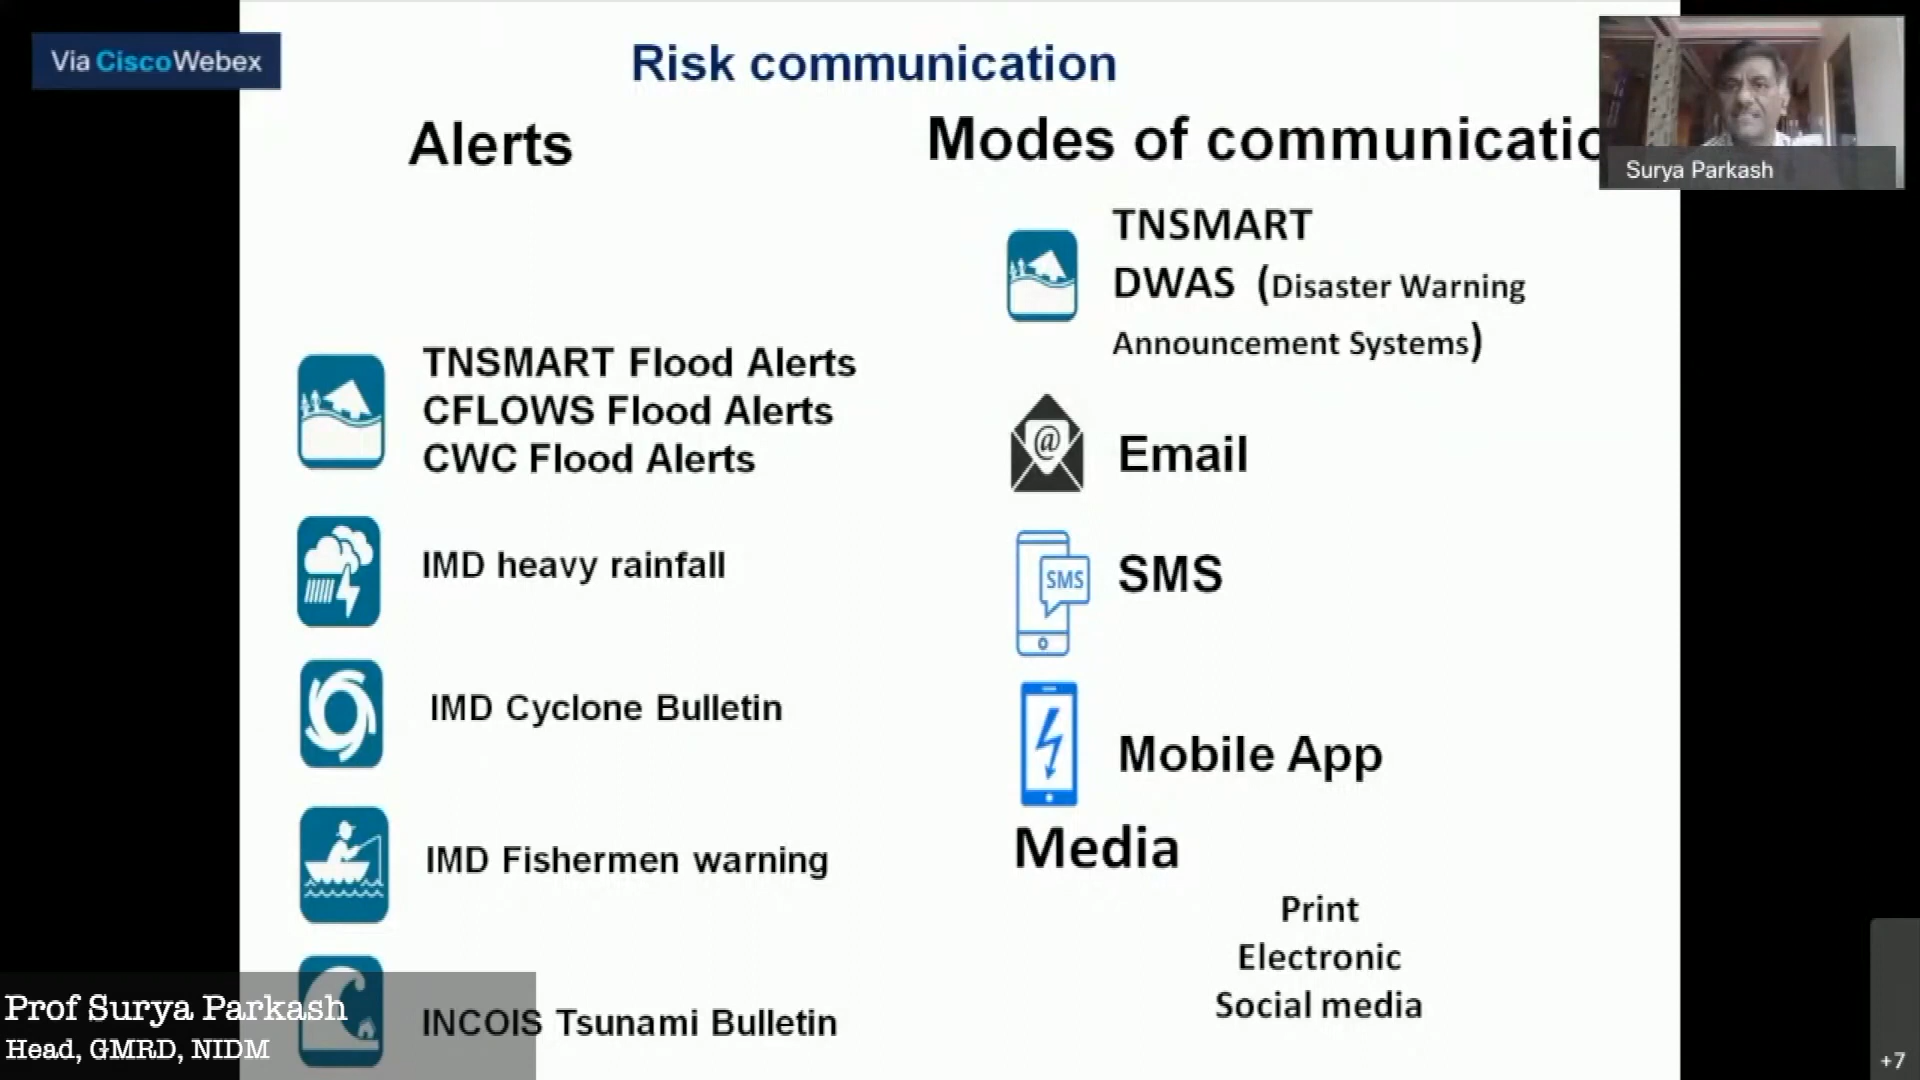 Via CiscoWebex
Risk communication
Alerts
TNSMART Flood Alerts
CFLOWS Flood Alerts
CWC Flood Alerts
IMD heavy rainfall
IMD Cyclone Bulletin
IMD Fishermen warning
INCOIS Tsunami Bulletin
Modes of communicatio
TNSMART
DWAS (Disaster Warning
Announcement Systems)
@
Email
SMS
SMS
Mobile App
Media
Print
Electronic
Social media
Surya Parkash
Prof Surya Parkash
Head, GMRD, NIDM
+7